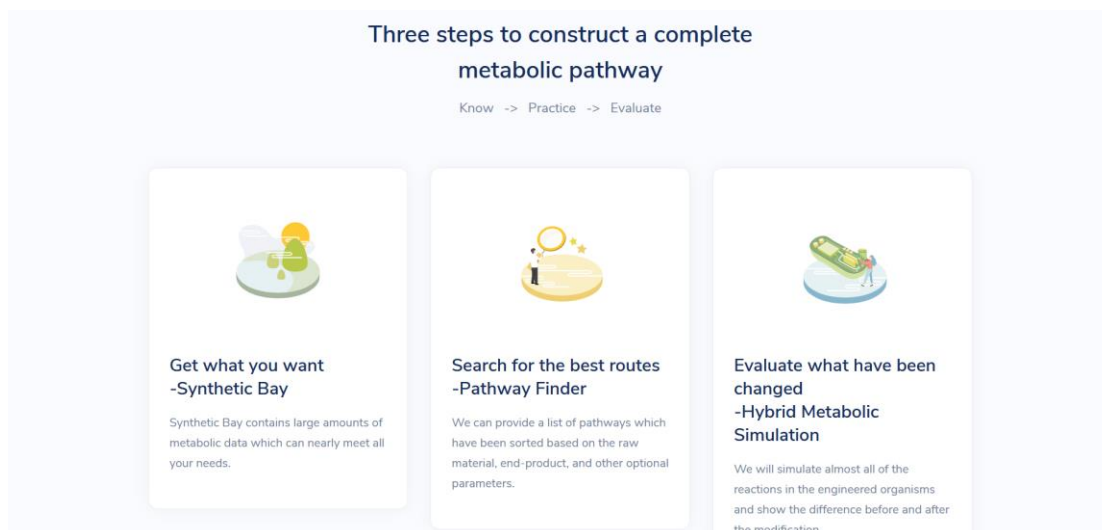 Three steps to construct a complete
metabolic pathway
Know -> Practice -> Evaluate
Get what you want
-Synthetic Bay
Synthetic Bay contains large amounts of
metabolic data which can nearly meet all
your needs.
Search for the best routes
-Pathway Finder
We can provide a list of pathways which
have been sorted based on the raw
material, end-product, and other optional
parameters.
Evaluate what have been
changed
-Hybrid Metabolic
Simulation
We will simulate almost all of the
reactions in the engineered organisms
and show the difference before and after
the modification